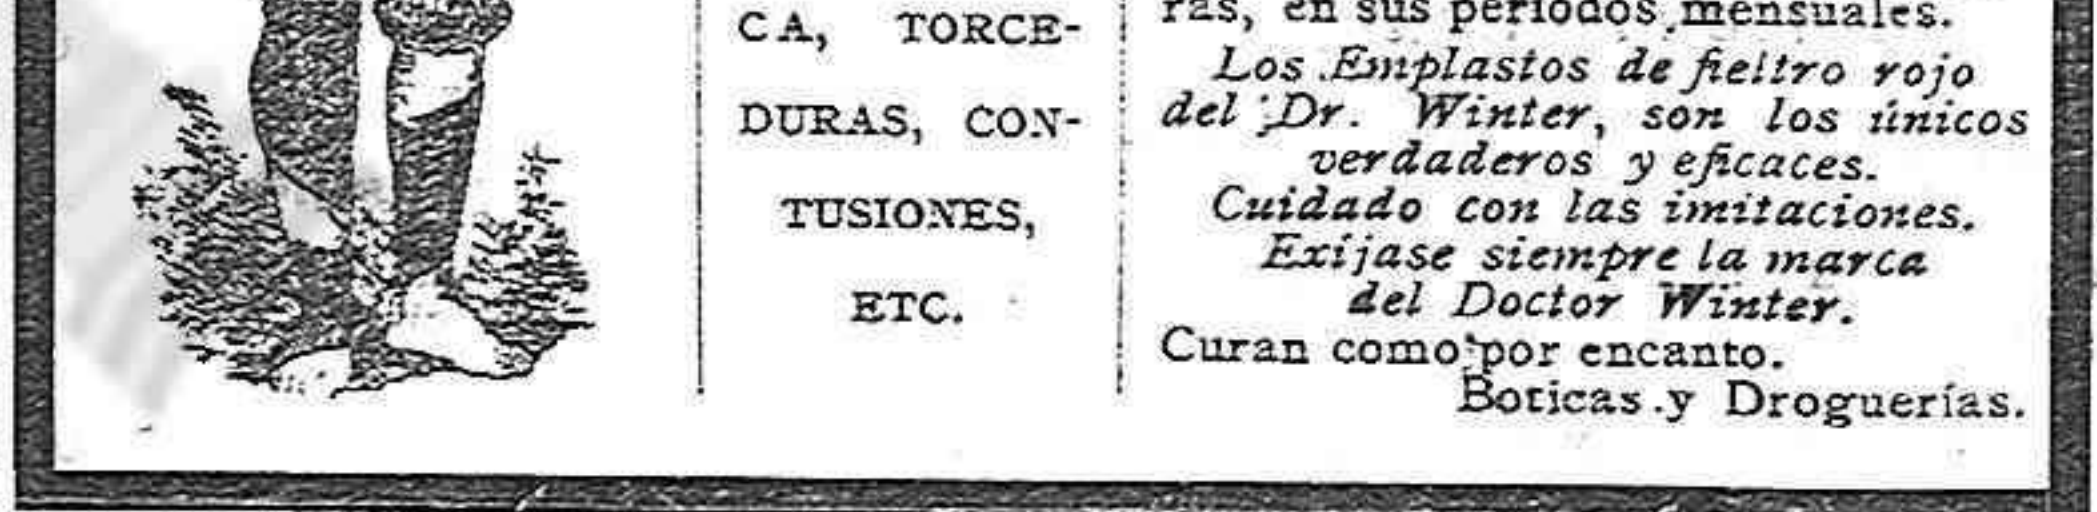 CA, TORCE-
DURAS, CON-
TUSIONES,
ETC.
ras, en sus periodos mensuales.
Los Emplastos de fieltro rojo
del Dr. Winter, son los únicos
verdaderos y eficaces.
Cuidado con las imitaciones.
Exíjase siempre la marca
del Doctor Winter.
Curan como por encanto.
Boticas y Droguerías.